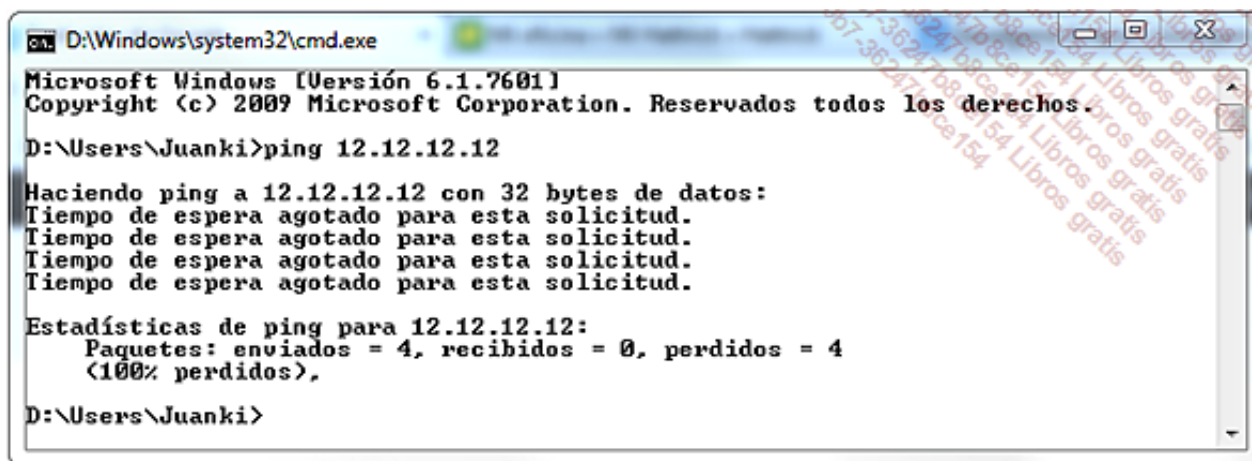 D:\Windows\system32\cmd.exe
Microsoft Windows [Versión 6.1.7601]
Copyright (c) 2009 Microsoft Corporation. Reservados todos los derechos.
D:\Users\Juanki>ping 12.12.12.12
Haciendo ping a 12.12.12.12 con 32 bytes de datos:
Tiempo de espera agotado para esta solicitud.
Tiempo de espera agotado para esta solicitud.
Tiempo de espera agotado para esta solicitud.
Tiempo de espera agotado para esta solicitud.
Estadísticas de ping para 12.12.12.12:
Paquetes: enviados = 4, recibidos = 0, perdidos = 4
(100% perdidos),
D:\Users\Juanki>
Libros gratis